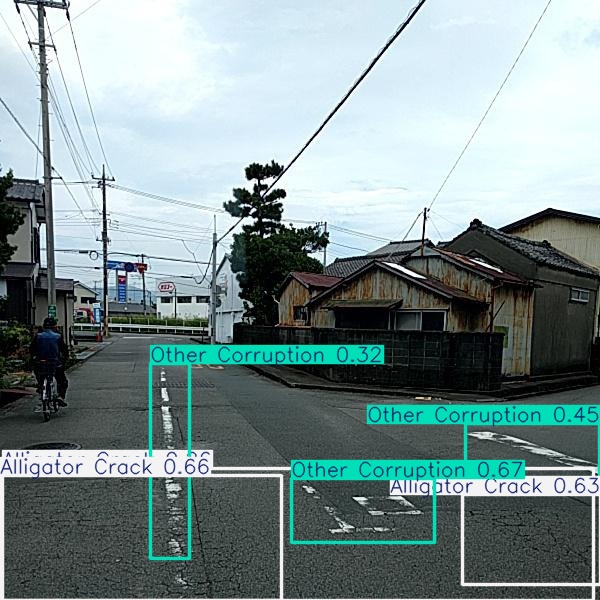 Other Corruption 0.32
Other Corruption 0.45
Alligator Crack 0.66
Other Corruption 0.67
Alligator Crack 0.63